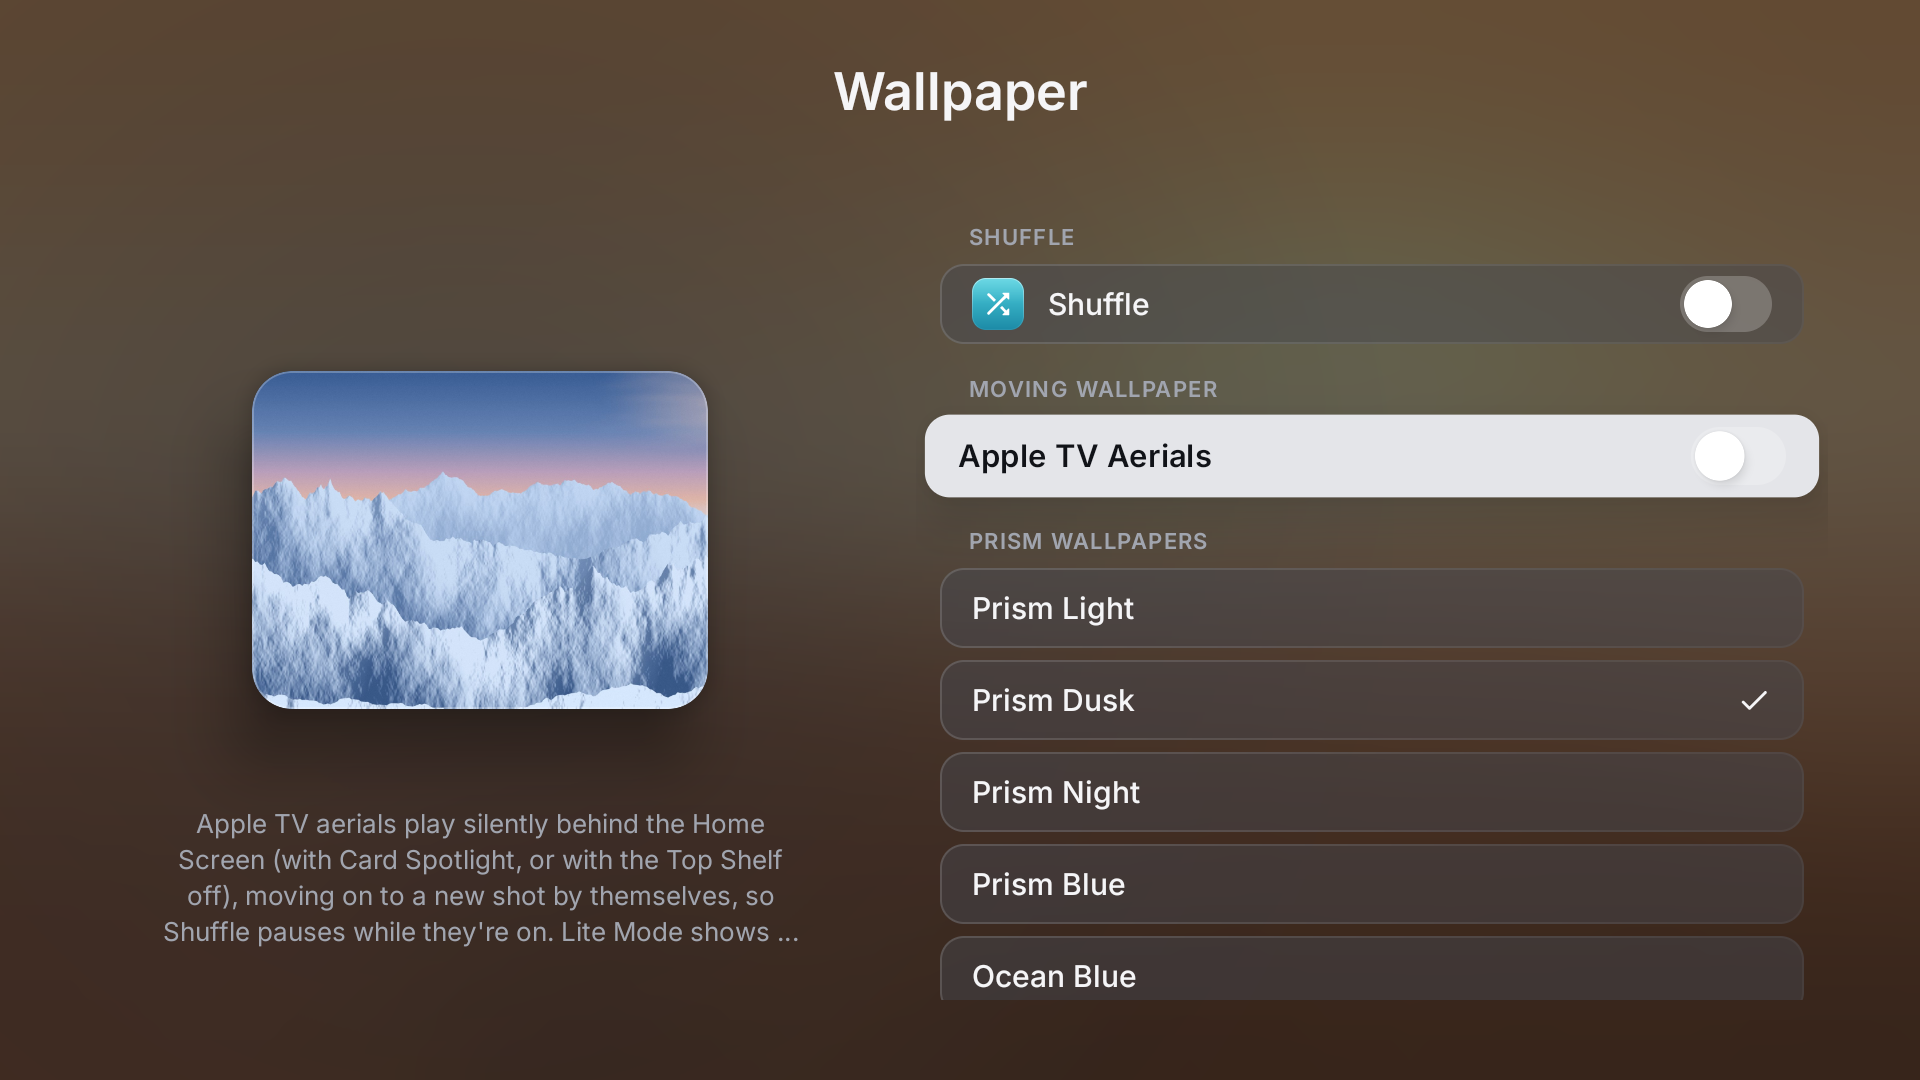 Wallpaper
SHUFFLE
Shuffle
MOVING WALLPAPER
Apple TV Aerials
PRISM WALLPAPERS
Prism Light
Prism Dusk
Prism Night
Prism Blue
Ocean Blue
Apple TV aerials play silently behind the Home
Screen (with Card Spotlight, or with the Top Shelf
off), moving on to a new shot by themselves, so
Shuffle pauses while they're on. Lite Mode shows ...